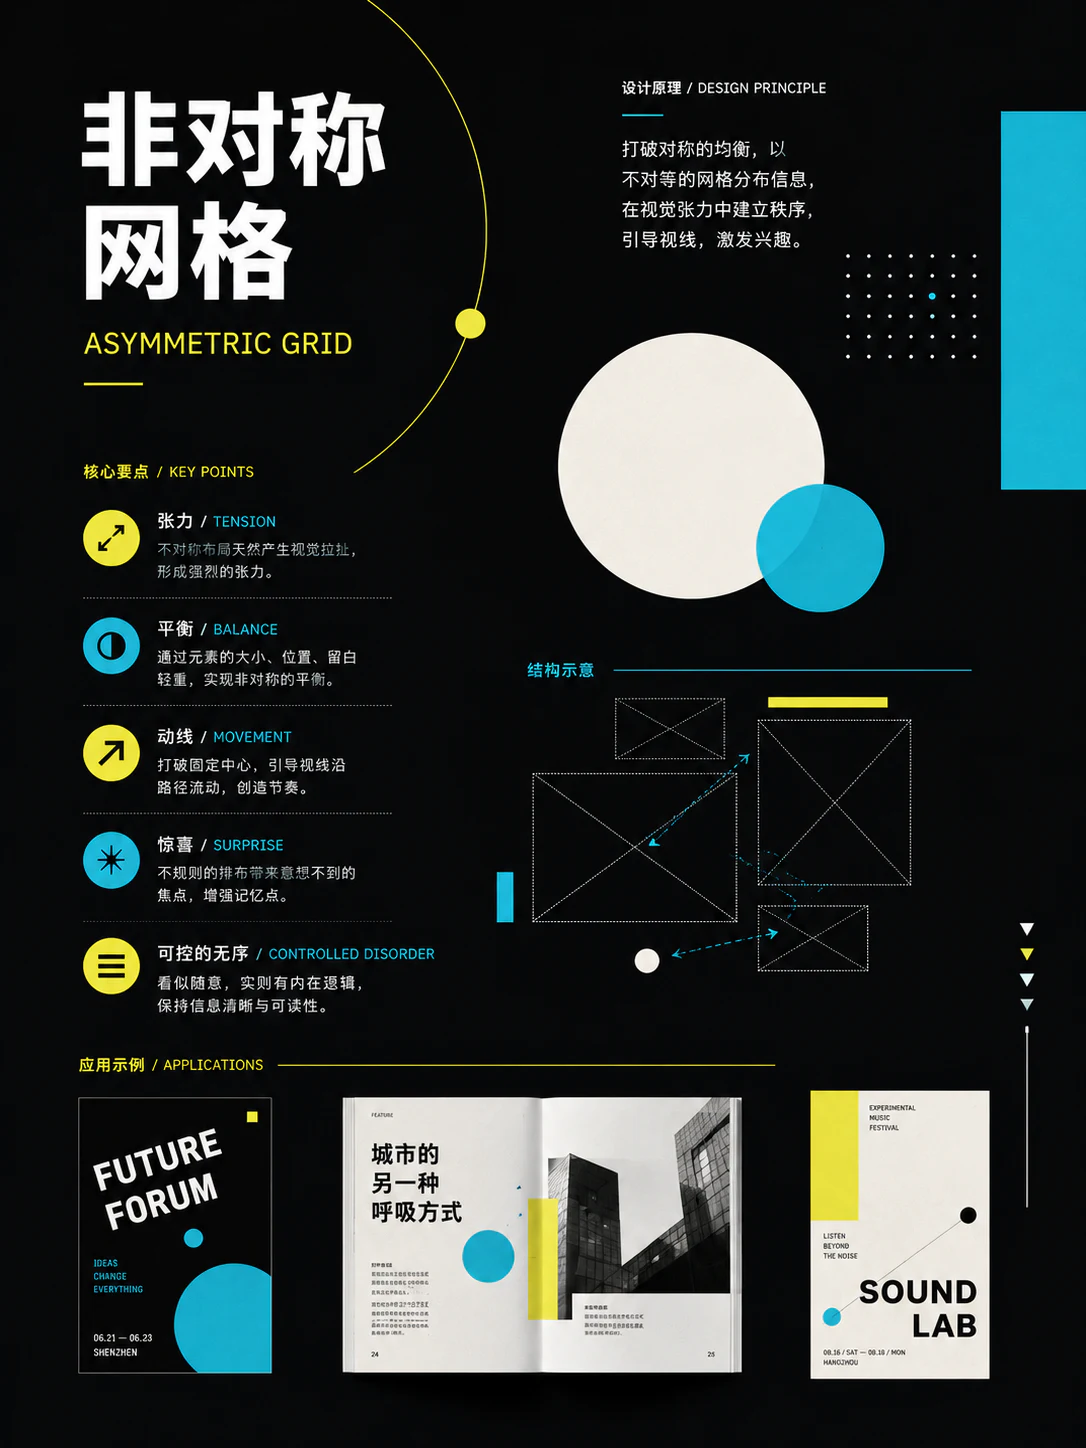 非对称
网格
ASYMMETRIC GRID
设计原理 / DESIGN PRINCIPLE
打破对称的均衡，以
不对等的网格分布信息，
在视觉张力中建立秩序，
引导视线，激发兴趣。
核心要点 / KEY POINTS
张力 / TENSION
不对称布局天然产生视觉拉扯，
形成强烈的张力。
平衡 / BALANCE
通过元素的大小、位置、留白
轻重，实现非对称的平衡。
动线 / MOVEMENT
打破固定中心，引导视线沿
路径流动，创造节奏。
惊喜 / SURPRISE
不规则的排布带来意想不到的
焦点，增强记忆点。
可控的无序 / CONTROLLED DISORDER
看似随意，实则有内在逻辑，
保持信息清晰与可读性。
结构示意
应用示例 / APPLICATIONS
FUTURE
FORUM
IDEAS
CHANGE
EVERYTHING
06.21 — 06.23
SHENZHEN
FEATURE
城市的
另一种
呼吸方式
24
25
EXPERIMENTAL
MUSIC
FESTIVAL
LISTEN
BEYOND
THE NOISE
SOUND
LAB
08.16 / SAT — 08.18 / MON
HANGZHOU